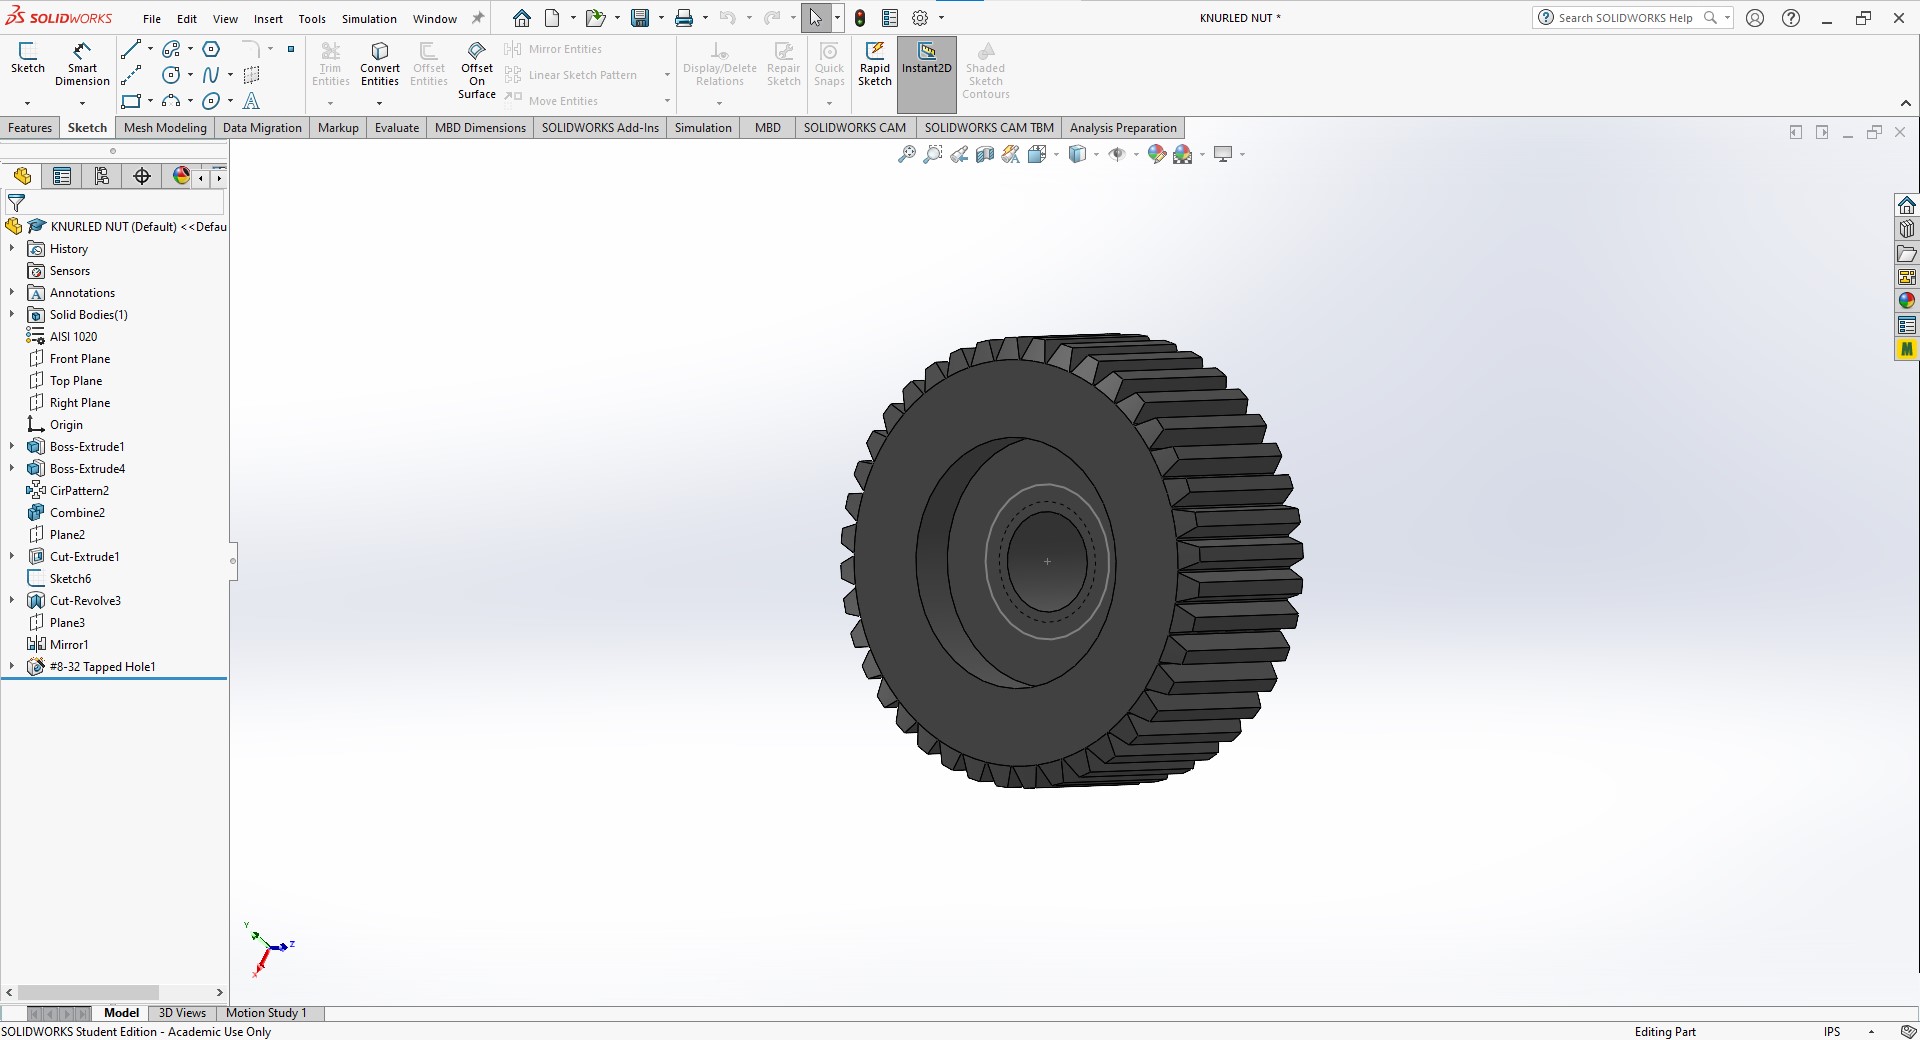 SOLIDWORKS File Edit View Insert Tools Simulation Window KNURLED NUT * Search SOLIDWORKS Help
Sketch Smart Dimension Trim Entities Convert Entities Offset Entities Offset On Surface Mirror Entities Linear Sketch Pattern Move Entities Display/Delete Relations Repair Sketch Quick Snaps Rapid Sketch Instant2D Shaded Sketch Contours
Features Sketch Mesh Modeling Data Migration Markup Evaluate MBD Dimensions SOLIDWORKS Add-Ins Simulation MBD SOLIDWORKS CAM SOLIDWORKS CAM TBM Analysis Preparation
KNURLED NUT (Default) <<Defau
History
Sensors
A Annotations
Solid Bodies(1)
AISI 1020
Front Plane
Top Plane
Right Plane
Origin
Boss-Extrude1
Boss-Extrude4
CirPattern2
Combine2
Plane2
Cut-Extrude1
Sketch6
Cut-Revolve3
Plane3
Mirror1
#8-32 Tapped Hole1
M
Y
Z
X
Model 3D Views Motion Study 1
SOLIDWORKS Student Edition - Academic Use Only Editing Part IPS